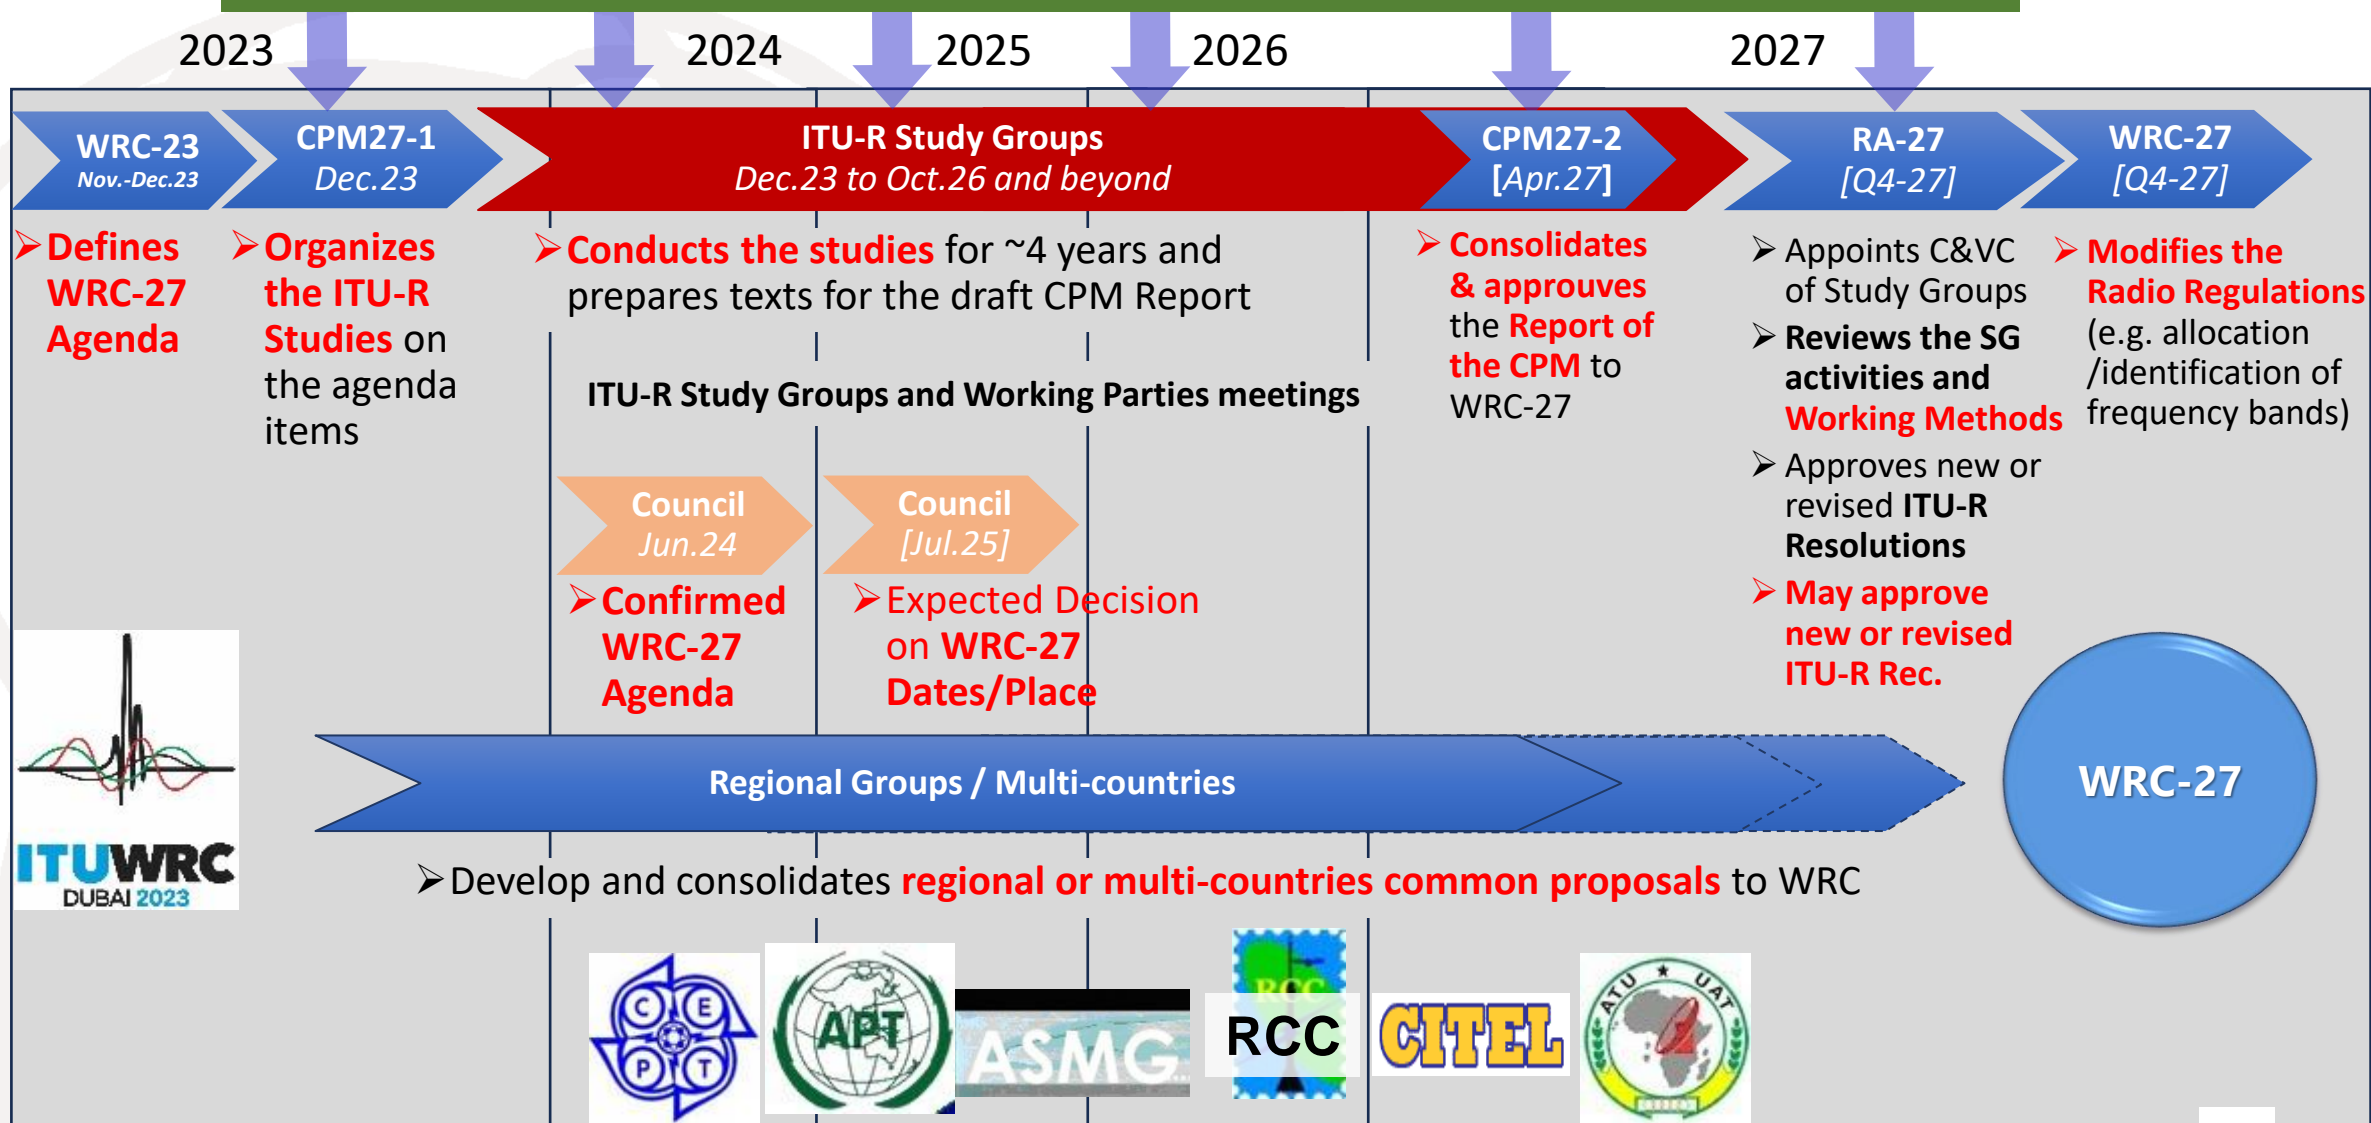 2023
2024
2025
2026
2027
WRC-23
Nov.-Dec.23
CPM27-1
Dec.23
ITU-R Study Groups
Dec.23 to Oct.26 and beyond
CPM27-2
[Apr.27]
RA-27
[Q4-27]
WRC-27
[Q4-27]
➢Defines
WRC-27
Agenda
➢Organizes
the ITU-R
Studies on
the agenda
items
➢Conducts the studies for ~4 years and
prepares texts for the draft CPM Report
➢Consolidates
& approuves
the Report of
the CPM to
WRC-27
➢Appoints C&VC
of Study Groups
➢Reviews the SG
activities and
Working Methods
➢Approves new or
revised ITU-R
Resolutions
➢May approve
new or revised
ITU-R Rec.
➢Modifies the
Radio Regulations
(e.g. allocation
/identification of
frequency bands)
ITU-R Study Groups and Working Parties meetings
Council
Jun.24
➢Confirmed
WRC-27
Agenda
Council
[Jul.25]
➢Expected Decision
on WRC-27
Dates/Place
ITUWRC
DUBAI 2023
Regional Groups / Multi-countries
WRC-27
➢Develop and consolidates regional or multi-countries common proposals to WRC
CEPT
APT
ASMG
RCC
RCC
CITEL
ATU ★ UAT